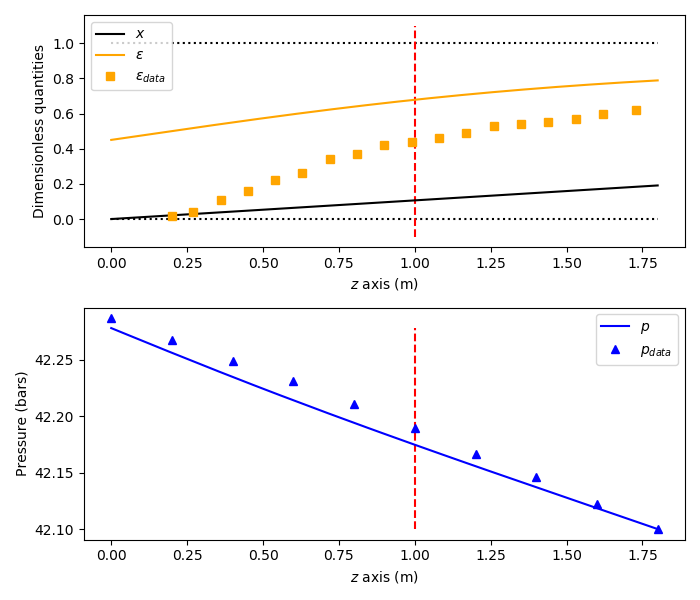 x
ε
ε_data
Dimensionless quantities
1.0
0.8
0.6
0.4
0.2
0.0
0.00 0.25 0.50 0.75 1.00 1.25 1.50 1.75
z axis (m)
p
p_data
Pressure (bars)
42.25
42.20
42.15
42.10
0.00 0.25 0.50 0.75 1.00 1.25 1.50 1.75
z axis (m)